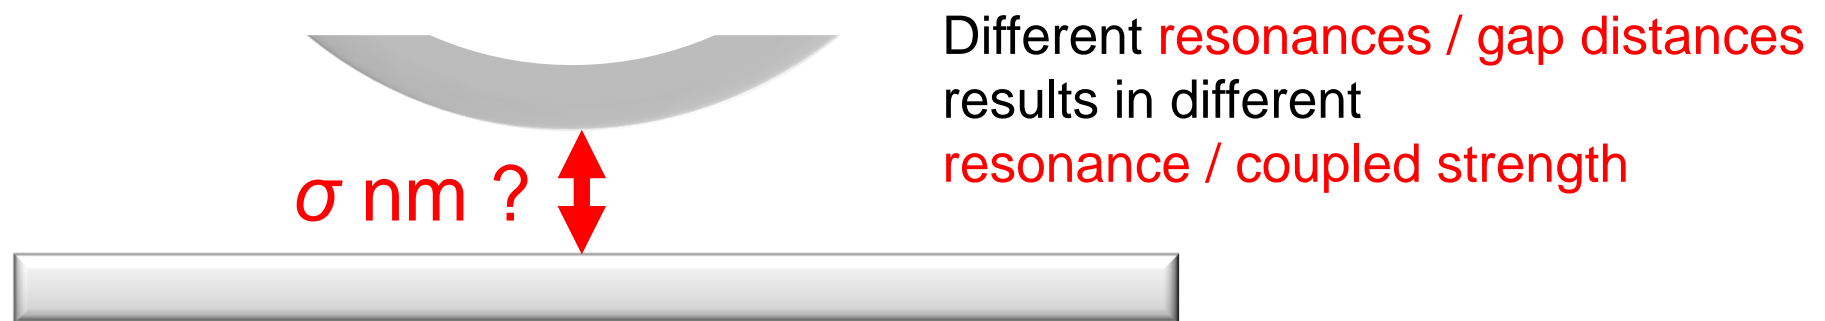 Different resonances / gap distances
results in different
resonance / coupled strength
σ nm ?